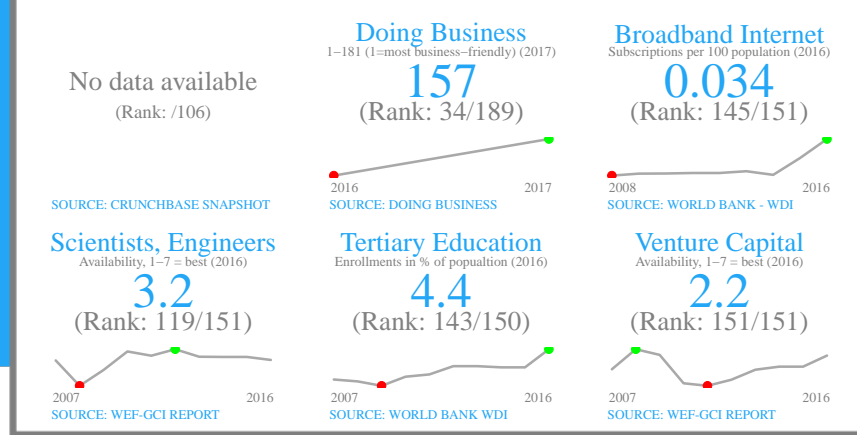 No data available
(Rank: /106)
SOURCE: CRUNCHBASE SNAPSHOT
Doing Business
1−181 (1=most business−friendly) (2017)
157
(Rank: 34/189)
2016 2017
SOURCE: DOING BUSINESS
Broadband Internet
Subscriptions per 100 population (2016)
0.034
(Rank: 145/151)
2008 2016
SOURCE: WORLD BANK - WDI
Scientists, Engineers
Availability, 1−7 = best (2016)
3.2
(Rank: 119/151)
2007 2016
SOURCE: WEF-GCI REPORT
Tertiary Education
Enrollments in % of popualtion (2016)
4.4
(Rank: 143/150)
2007 2016
SOURCE: WORLD BANK WDI
Venture Capital
Availability, 1−7 = best (2016)
2.2
(Rank: 151/151)
2007 2016
SOURCE: WEF-GCI REPORT